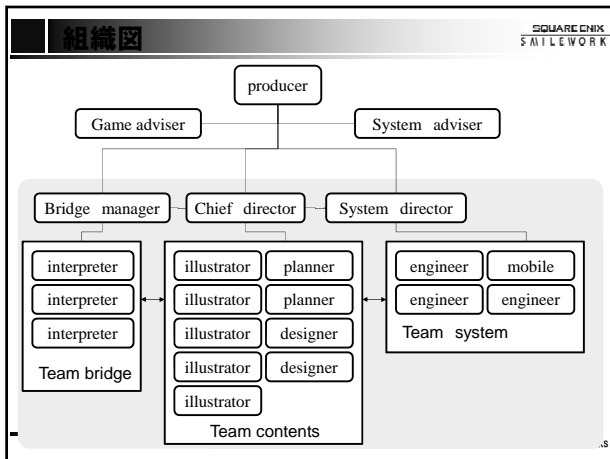 組織図
SQUARE ENIX
SMILEWORK
producer
Game adviser
System adviser
Bridge manager
Chief director
System director
interpreter
interpreter
interpreter
Team bridge
illustrator planner
illustrator planner
illustrator designer
illustrator designer
illustrator
Team contents
engineer mobile
engineer engineer
Team system